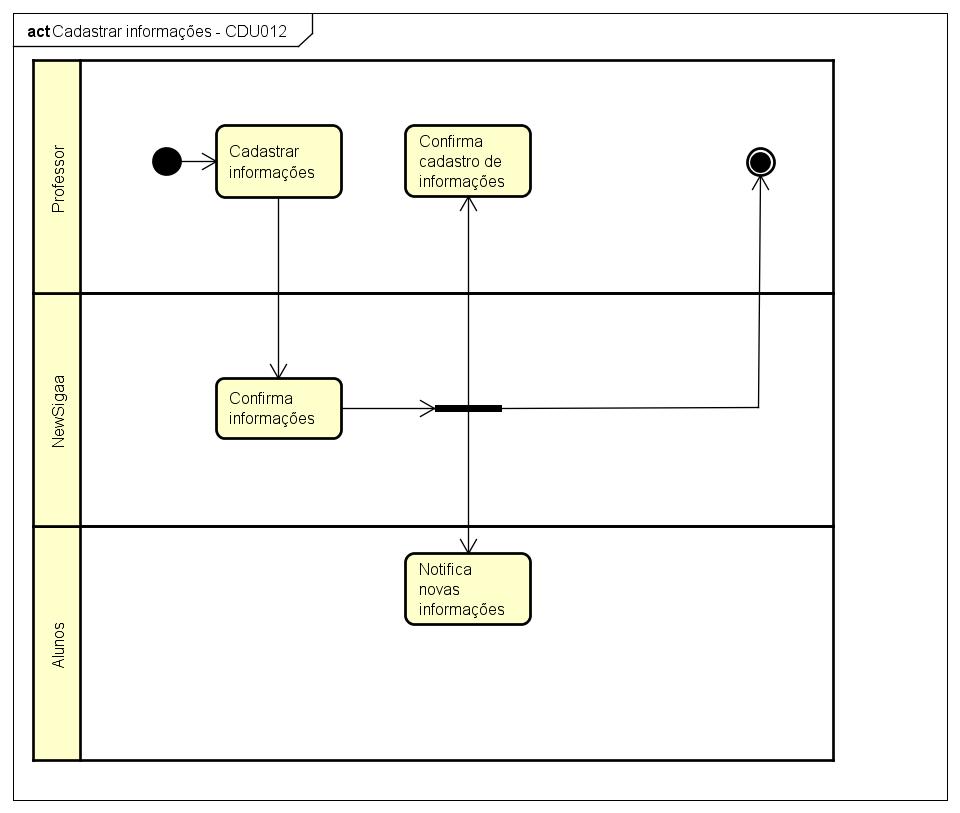 act Cadastrar informações - CDU012
Professor
Cadastrar
informações
Confirma
cadastro de
informações
NewSigaa
Confirma
informações
Alunos
Notifica
novas
informações